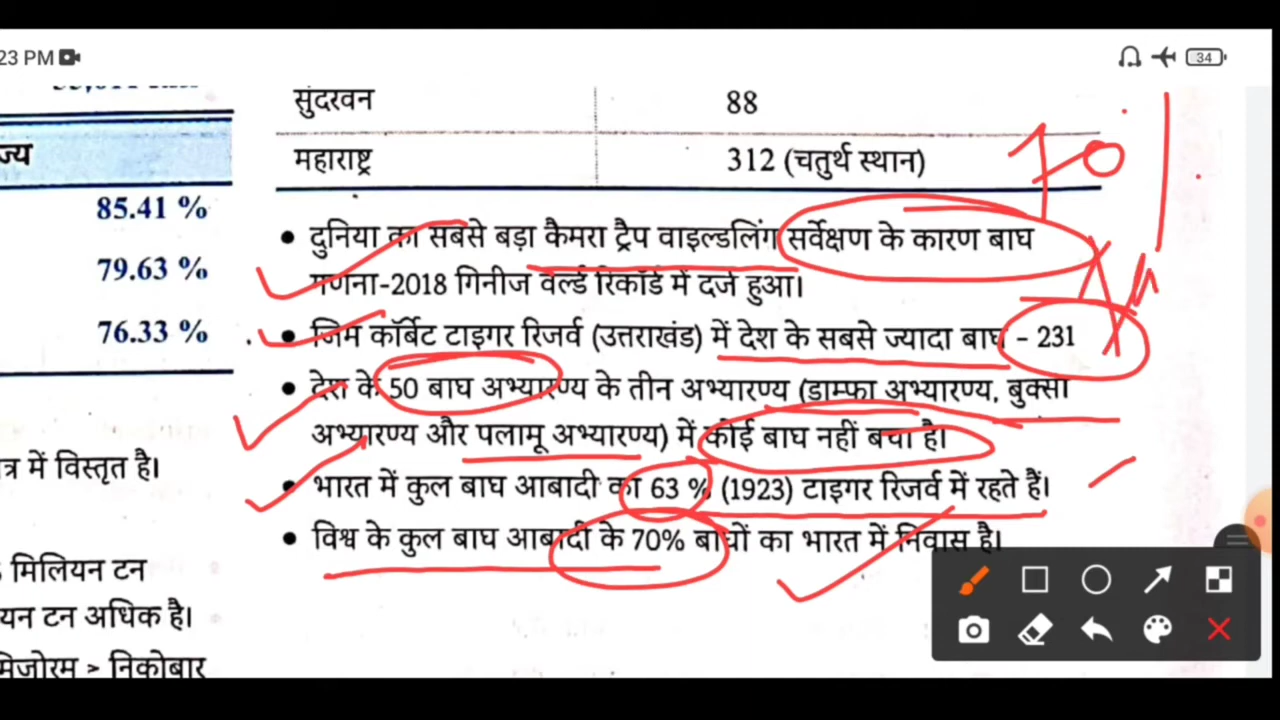 23 PM
34
सुंदरवन 88
महाराष्ट्र 312 (चतुर्थ स्थान)
ज्य
85.41 %
79.63 %
76.33 %
त्र में विस्तृत है।
मिलियन टन
यन टन अधिक है।
मिजोरम > निकोबार
• दुनिया का सबसे बड़ा कैमरा ट्रैप वाइल्डलिंग सर्वेक्षण के कारण बाघ
गणना-2018 गिनीज वर्ल्ड रिकॉर्ड में दर्ज हुआ।
• जिम कॉर्बेट टाइगर रिजर्व (उत्तराखंड) में देश के सबसे ज्यादा बाघ – 231
• देश के 50 बाघ अभ्यारण्य के तीन अभ्यारण्य (डाम्फा अभ्यारण्य, बुक्सा
अभ्यारण्य और पलामू अभ्यारण्य) में कोई बाघ नहीं बचा है।
• भारत में कुल बाघ आबादी का 63 % (1923) टाइगर रिजर्व में रहते हैं।
• विश्व के कुल बाघ आबादी के 70% बाघों का भारत में निवास है।
70